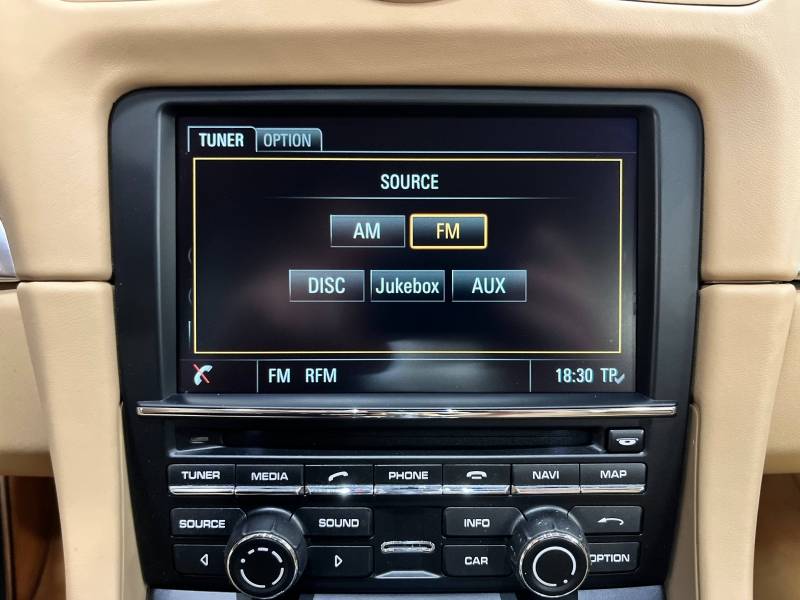 TUNER OPTION
SOURCE
AM FM
DISC Jukebox AUX
FM RFM 18:30 TP
TUNER MEDIA PHONE NAVI MAP
SOURCE SOUND INFO
CAR OPTION